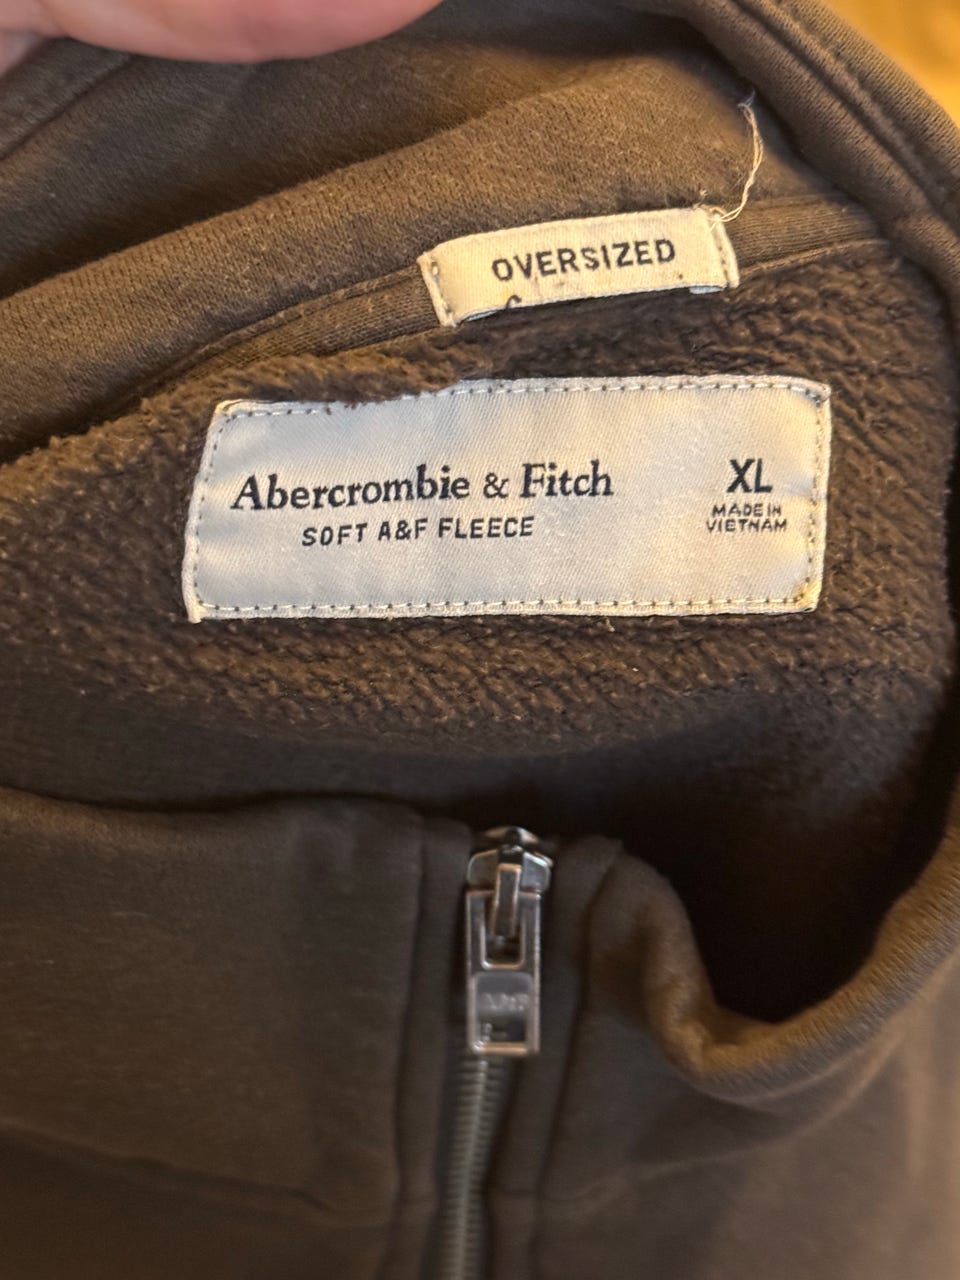 OVERSIZED
Abercrombie & Fitch
SOFT A&F FLEECE
XL
MADE IN
VIETNAM